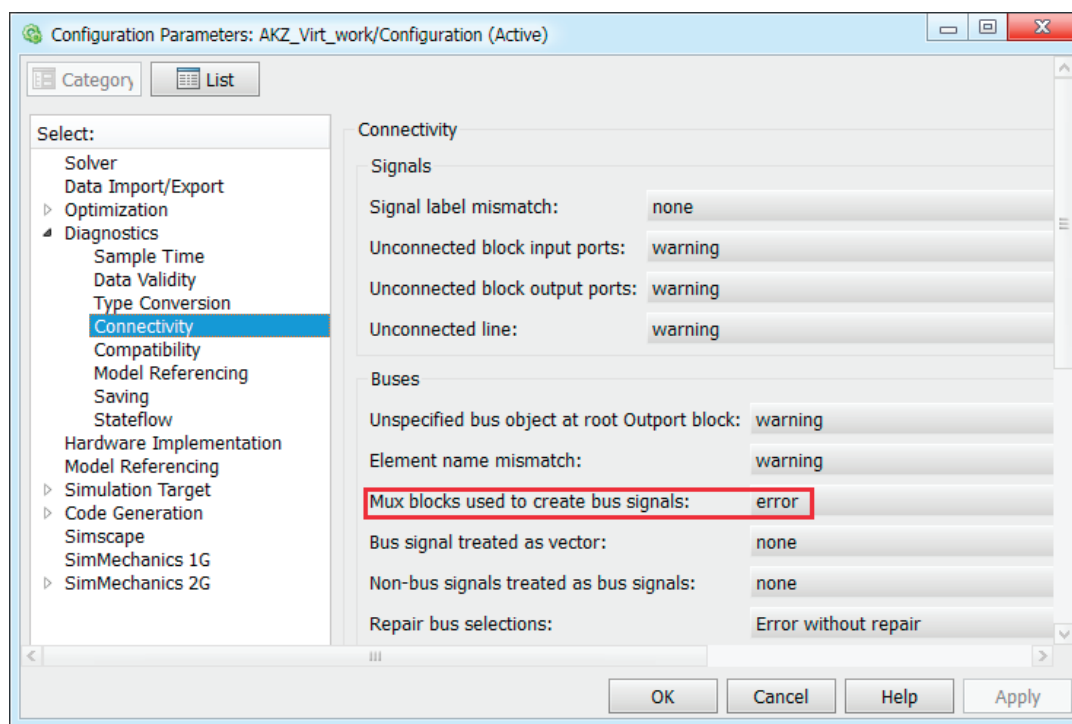 Configuration Parameters: AKZ_Virt_work/Configuration (Active)
Category List
Select:
Solver
Data Import/Export
Optimization
Diagnostics
Sample Time
Data Validity
Type Conversion
Connectivity
Compatibility
Model Referencing
Saving
Stateflow
Hardware Implementation
Model Referencing
Simulation Target
Code Generation
Simscape
SimMechanics 1G
SimMechanics 2G
Connectivity
Signals
Signal label mismatch: none
Unconnected block input ports: warning
Unconnected block output ports: warning
Unconnected line: warning
Buses
Unspecified bus object at root Outport block: warning
Element name mismatch: warning
Mux blocks used to create bus signals: error
Bus signal treated as vector: none
Non-bus signals treated as bus signals: none
Repair bus selections: Error without repair
OK Cancel Help Apply